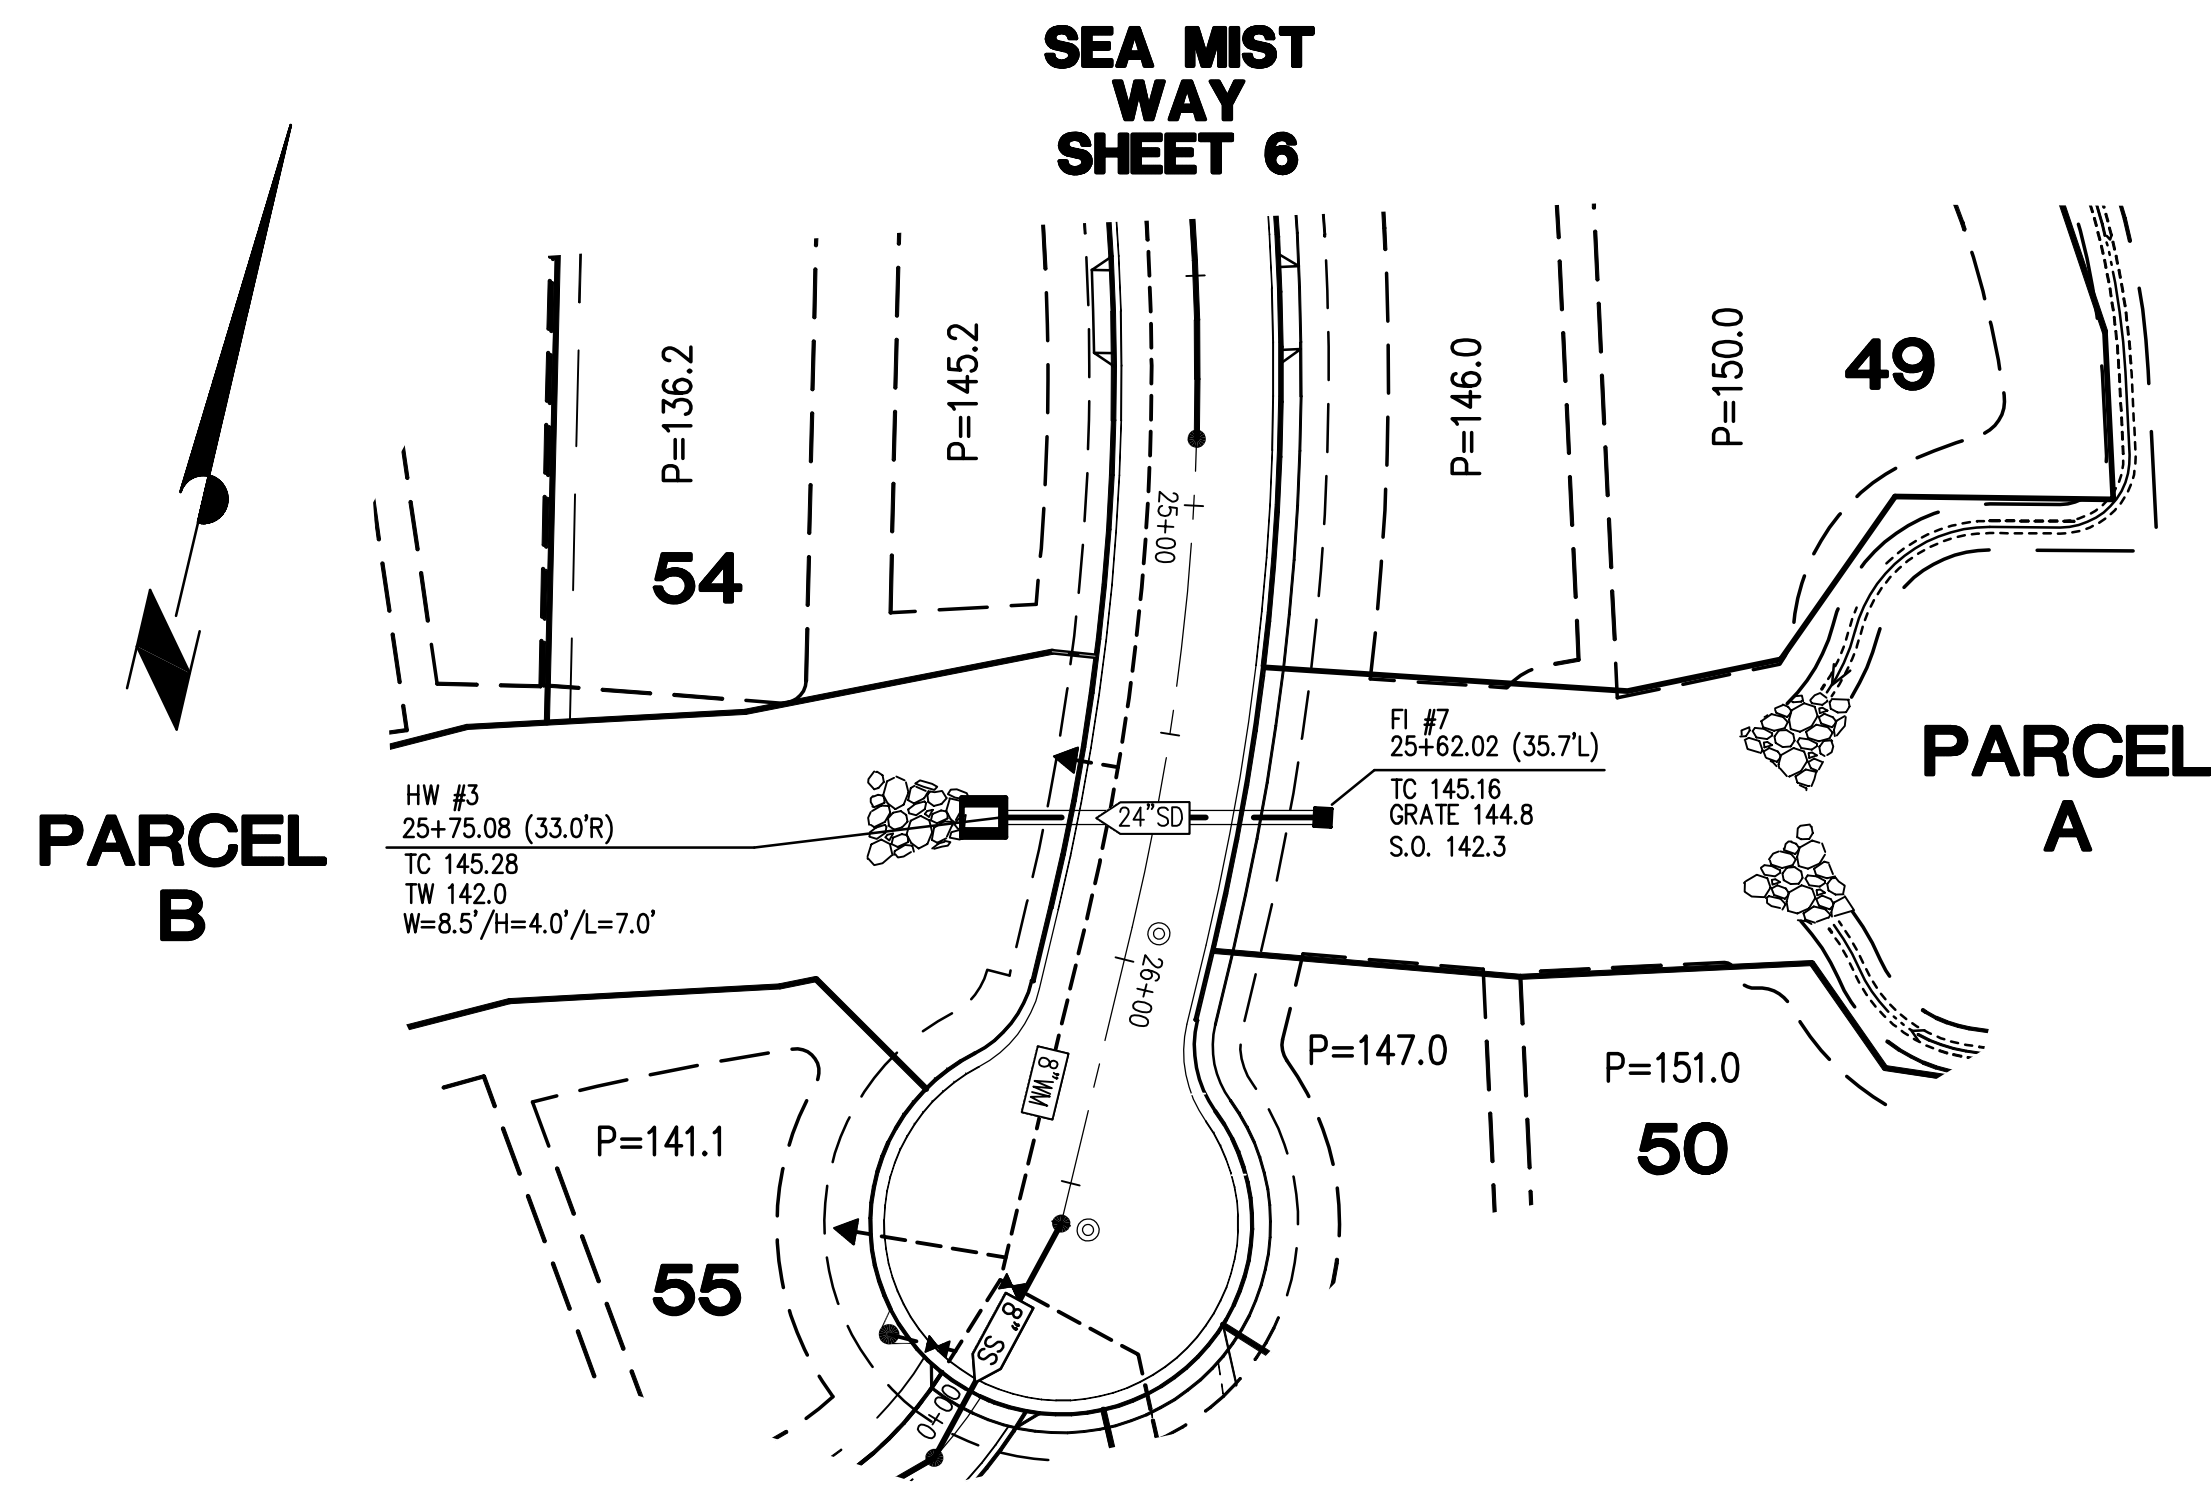 SEA MIST
WAY
SHEET 6
P=136.2
P=145.2
P=146.0
P=150.0
49
25+00
54
FI #7
25+62.02 (35.7'L)
TC 145.16
GRATE 144.8
S.O. 142.3
PARCEL
A
HW #3
25+75.08 (33.0'R)
TC 145.28
TW 142.0
W=8.5'/H=4.0'/L=7.0'
24"SD
PARCEL
B
26+00
8"WM
P=147.0
P=151.0
50
P=141.1
55
8" SS
0+00